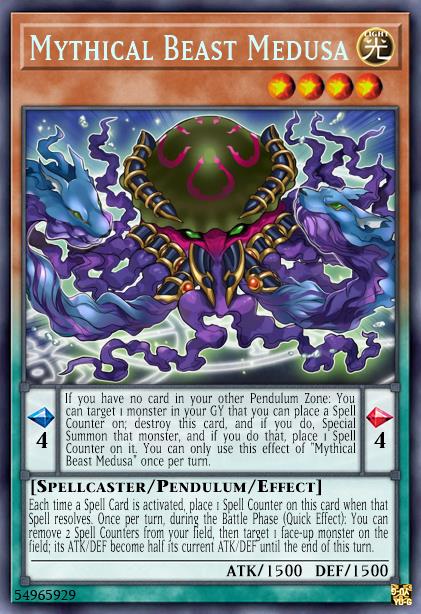 Mythical Beast Medusa
LIGHT
光
If you have no card in your other Pendulum Zone: You
can target 1 monster in your GY that you can place a Spell
Counter on; destroy this card, and if you do, Special
Summon that monster, and if you do that, place 1 Spell
Counter on it. You can only use this effect of "Mythical
Beast Medusa" once per turn.
4
4
[Spellcaster/Pendulum/Effect]
Each time a Spell Card is activated, place 1 Spell Counter on this card when that
Spell resolves. Once per turn, during the Battle Phase (Quick Effect): You can
remove 2 Spell Counters from your field, then target 1 face-up monster on the
field; its ATK/DEF become half its current ATK/DEF until the end of this turn.
ATK/1500 DEF/1500
54965929